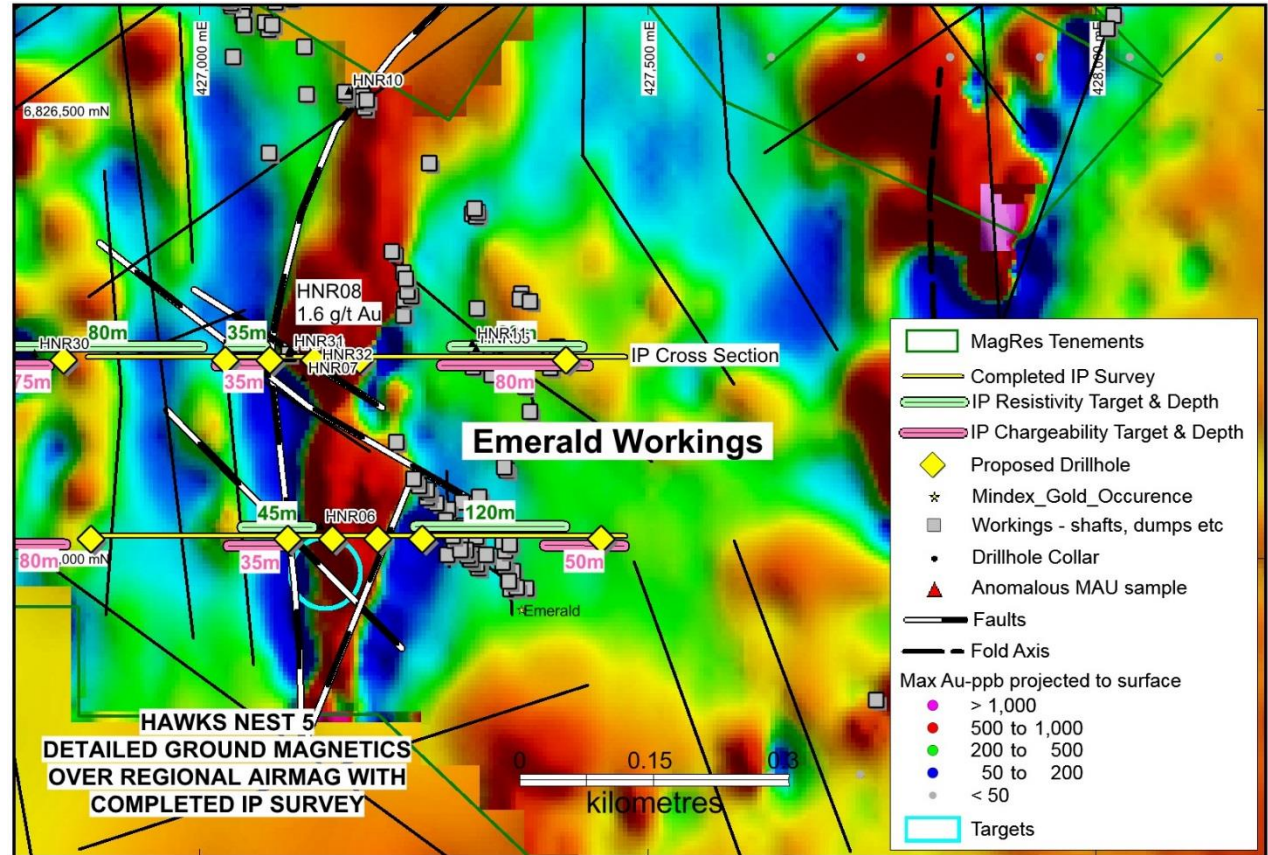 427,000 mE
427,500 mE
428,500 mE
HNR10
6,826,500 mN
HNR08
1.6 g/t Au
80m
35m
HNR30
HNR31
HNR32
HNR07
HNR11
IP Cross Section
75m
35m
80m
Emerald Workings
45m
HNR06
120m
80m
,000 mN
35m
50m
Emerald
HAWKS NEST 5
DETAILED GROUND MAGNETICS
OVER REGIONAL AIRMAG WITH
COMPLETED IP SURVEY
0 0.15 0.3
kilometres
MagRes Tenements
Completed IP Survey
IP Resistivity Target & Depth
IP Chargeability Target & Depth
Proposed Drillhole
Mindex_Gold_Occurence
Workings - shafts, dumps etc
Drillhole Collar
Anomalous MAU sample
Faults
Fold Axis
Max Au-ppb projected to surface
> 1,000
500 to 1,000
200 to 500
50 to 200
< 50
Targets